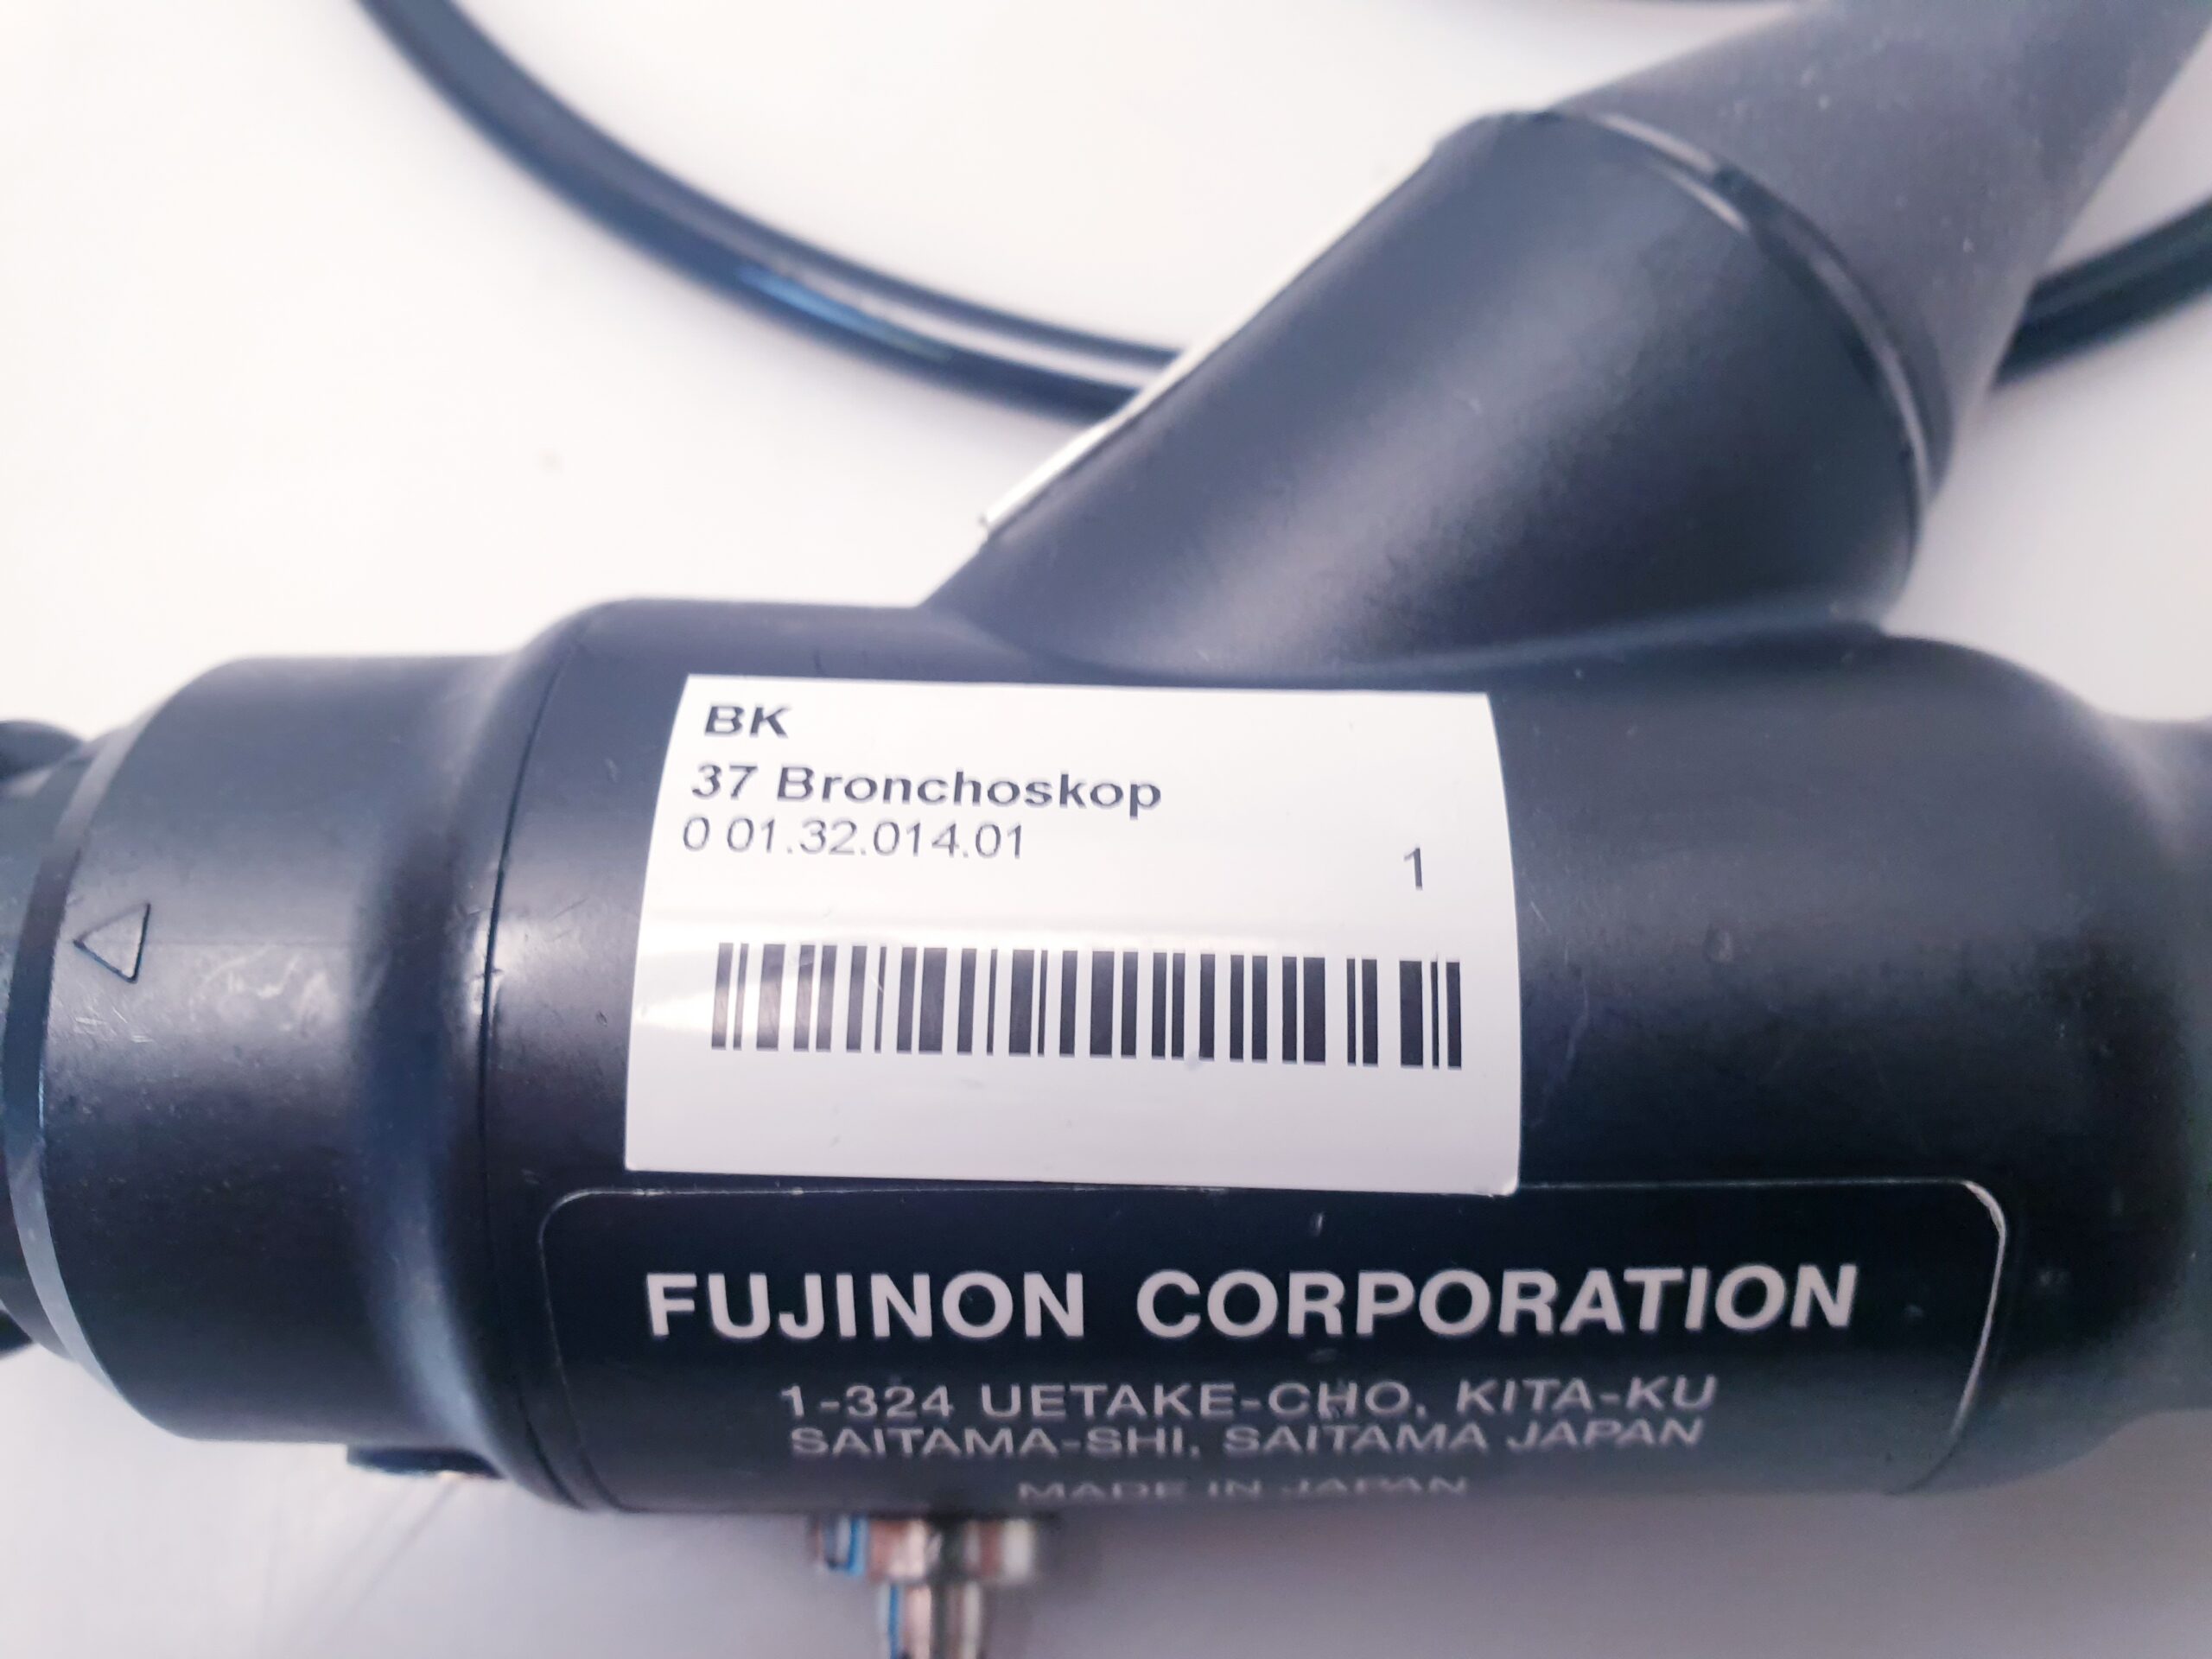 BK
37 Bronchoskop
0 01.32.014.01
1
FUJINON CORPORATION
1-324 UETAKE-CHO, KITA-KU
SAITAMA-SHI, SAITAMA JAPAN
MADE IN JAPAN